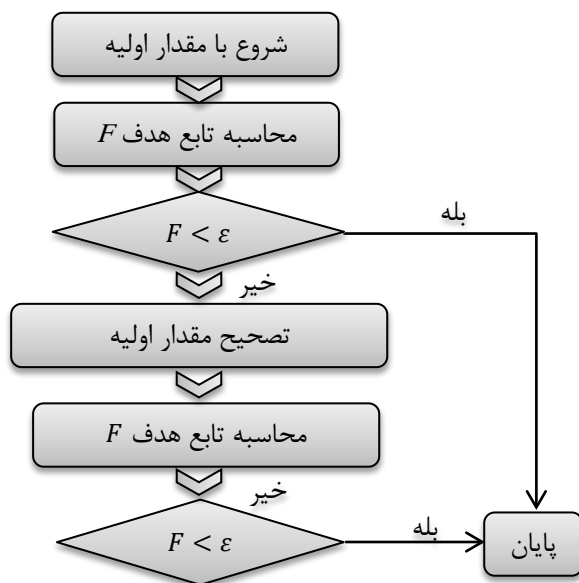 شروع با مقدار اولیه
محاسبه تابع هدف F
F < ε
بله
خیر
تصحیح مقدار اولیه
محاسبه تابع هدف F
خیر
F < ε
بله
پایان